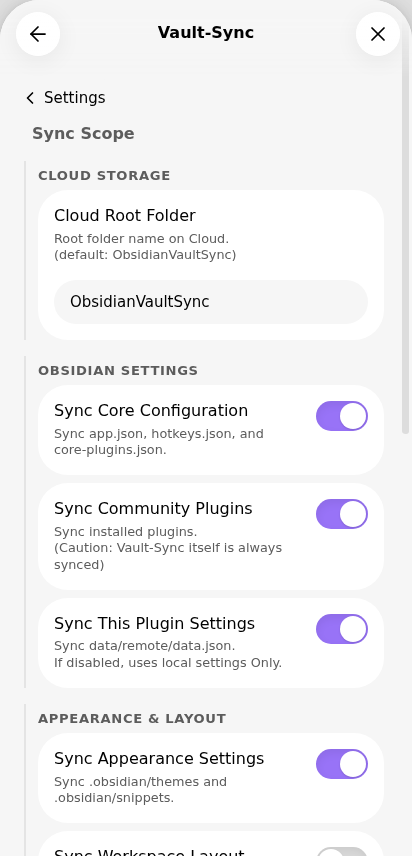 Vault-Sync
Settings
Sync Scope
CLOUD STORAGE
Cloud Root Folder
Root folder name on Cloud.
(default: ObsidianVaultSync)
ObsidianVaultSync
OBSIDIAN SETTINGS
Sync Core Configuration
Sync app.json, hotkeys.json, and
core-plugins.json.
Sync Community Plugins
Sync installed plugins.
(Caution: Vault-Sync itself is always
synced)
Sync This Plugin Settings
Sync data/remote/data.json.
If disabled, uses local settings Only.
APPEARANCE & LAYOUT
Sync Appearance Settings
Sync .obsidian/themes and
.obsidian/snippets.
Sync Workspace Layout